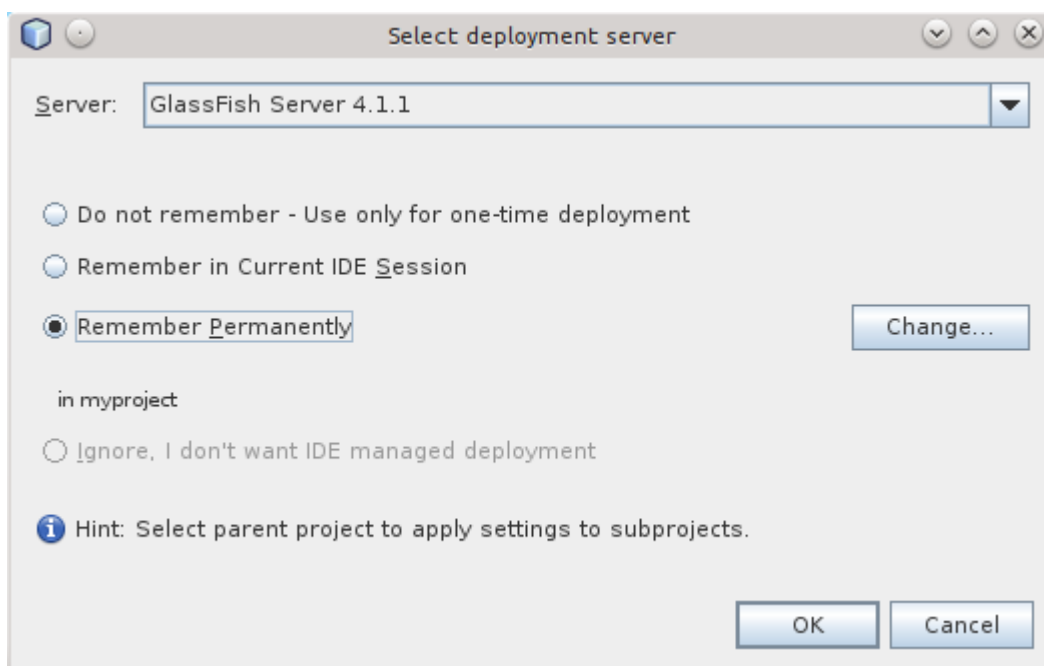 Select deployment server
Server: GlassFish Server 4.1.1
Do not remember - Use only for one-time deployment
Remember in Current IDE Session
Remember Permanently Change...
in myproject
Ignore, I don't want IDE managed deployment
Hint: Select parent project to apply settings to subprojects.
OK Cancel